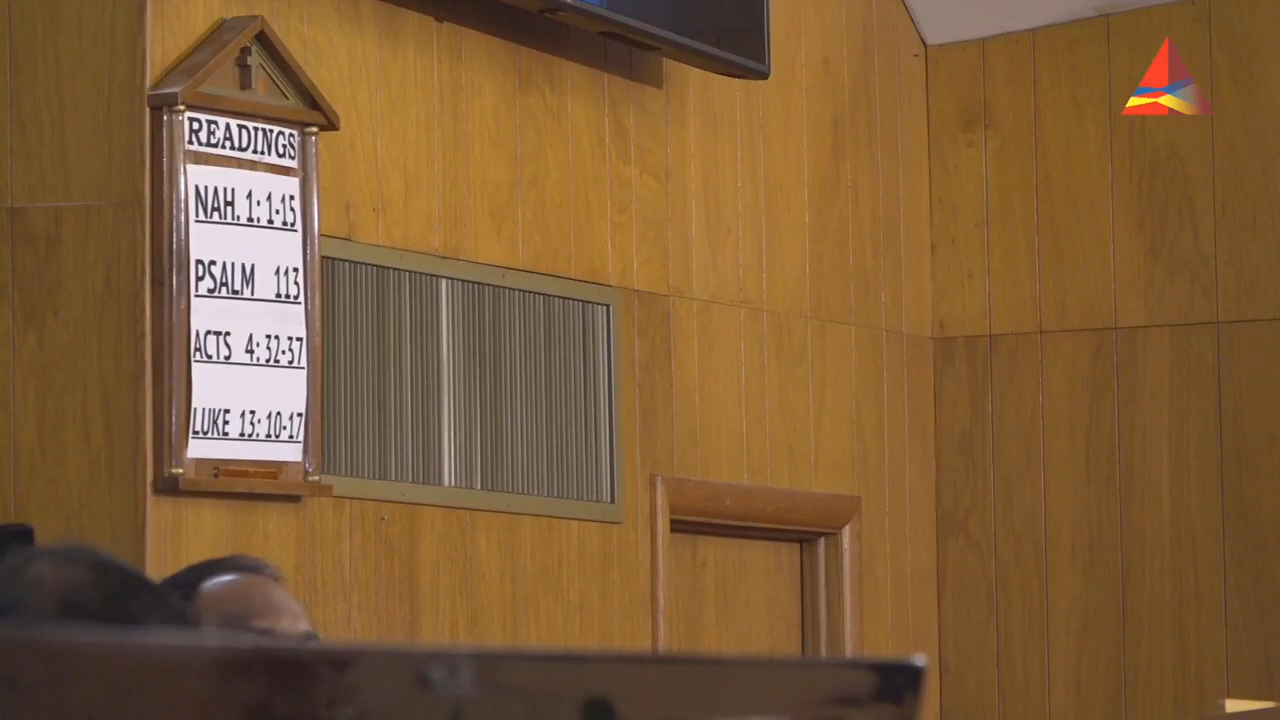 READINGS
NAH. 1: 1-15
PSALM 113
ACTS 4: 32-37
LUKE 13: 10-17